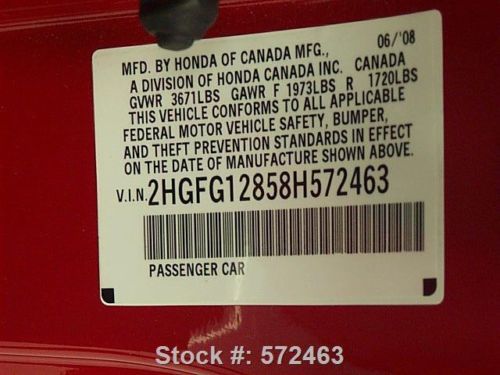 MFD. BY HONDA OF CANADA MFG., 06/'08
A DIVISION OF HONDA CANADA INC. CANADA
GVWR 3671LBS GAWR F 1973LBS R 1720LBS
THIS VEHICLE CONFORMS TO ALL APPLICABLE
FEDERAL MOTOR VEHICLE SAFETY, BUMPER,
AND THEFT PREVENTION STANDARDS IN EFFECT
ON THE DATE OF MANUFACTURE SHOWN ABOVE.
V.I.N. 2HGFG12858H572463
PASSENGER CAR
Stock #: 572463